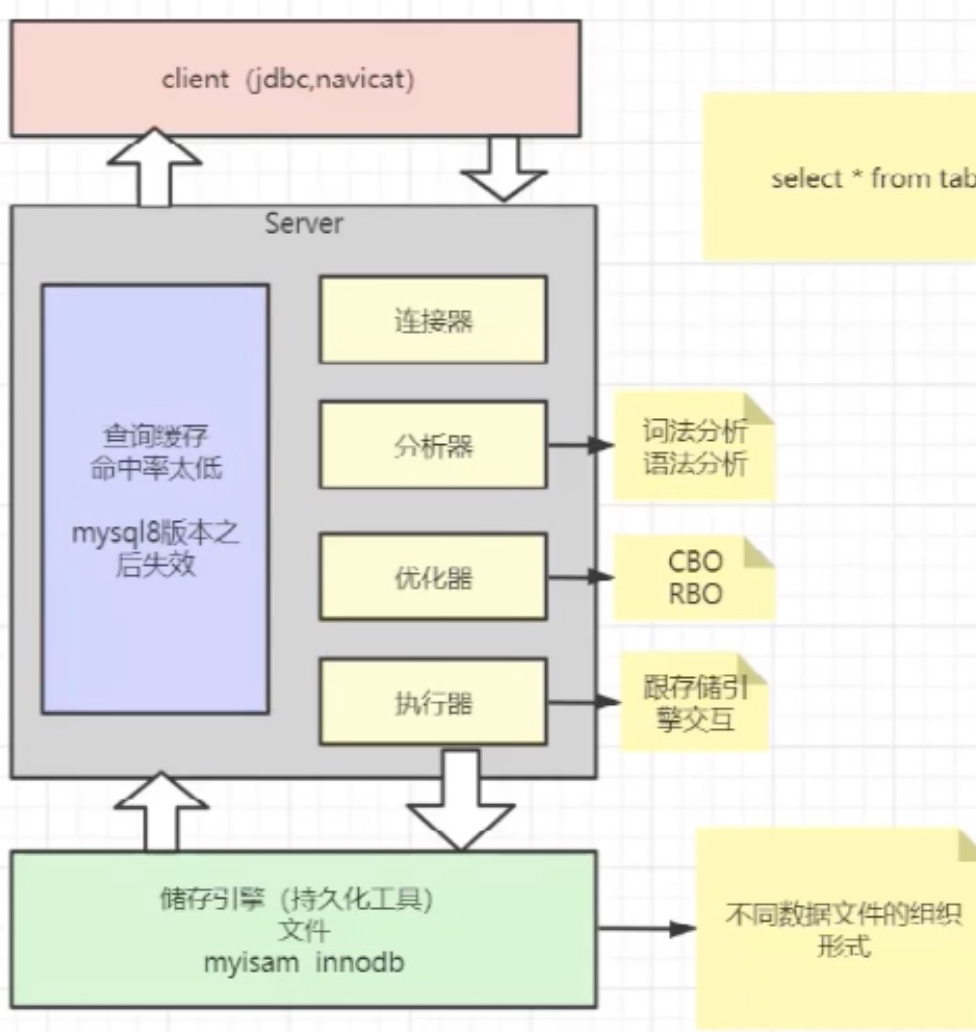 client（jdbc,navicat）
select * from tab
Server
连接器
查询缓存
命中率太低
mysql8版本之
后失效
分析器
词法分析
语法分析
优化器
CBO
RBO
执行器
跟存储引
擎交互
储存引擎（持久化工具）
文件
myisam innodb
不同数据文件的组织
形式